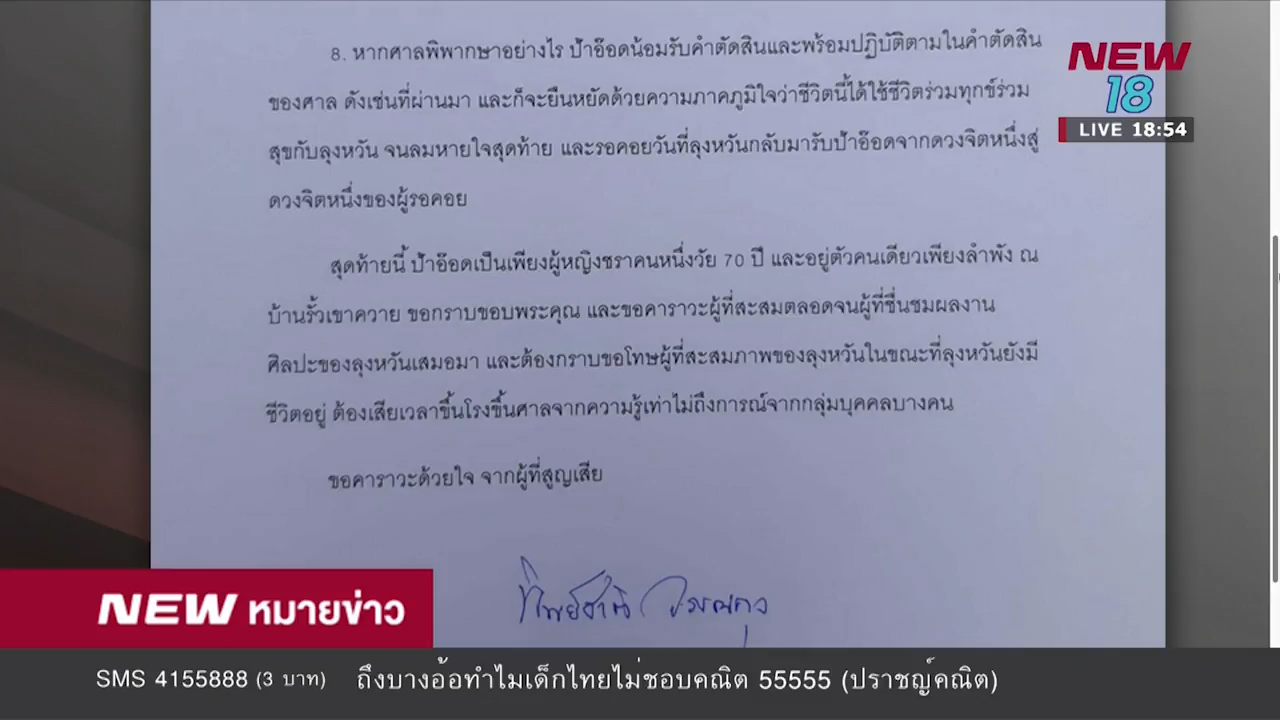 8. หากศาลพิพากษาอย่างไร ป้าอ๊อดน้อมรับคำตัดสินและพร้อมปฏิบัติตามในคำตัดสิน
ของศาล ดังเช่นที่ผ่านมา และก็จะยืนหยัดด้วยความภาคภูมิใจว่าชีวิตนี้ได้ใช้ชีวิตร่วมทุกข์ร่วม
สุขกับลุงหวัน จนลมหายใจสุดท้าย และรอคอยวันที่ลุงหวันกลับมารับป้าอ๊อดจากดวงจิตหนึ่งสู่
ดวงจิตหนึ่งของผู้รอคอย
สุดท้ายนี้ ป้าอ๊อดเป็นเพียงผู้หญิงชราคนหนึ่งวัย 70 ปี และอยู่ตัวคนเดียวเพียงลำพัง ณ
บ้านรั้วเขาควาย ขอกราบขอบพระคุณ และขอคาราวะผู้ที่สะสมตลอดจนผู้ที่ชื่นชมผลงาน
ศิลปะของลุงหวันเสมอมา และต้องกราบขอโทษผู้ที่สะสมภาพของลุงหวันในขณะที่ลุงหวันยังมี
ชีวิตอยู่ ต้องเสียเวลาขึ้นโรงขึ้นศาลจากความรู้เท่าไม่ถึงการณ์จากกลุ่มบุคคลบางคน
ขอคาราวะด้วยใจ จากผู้ที่สูญเสีย
NEW
18
LIVE 18:54
NEW หมายข่าว
SMS 4155888 (3 บาท) ถึงบางอ้อทำไมเด็กไทยไม่ชอบคณิต 55555 (ปราชญ์คณิต)